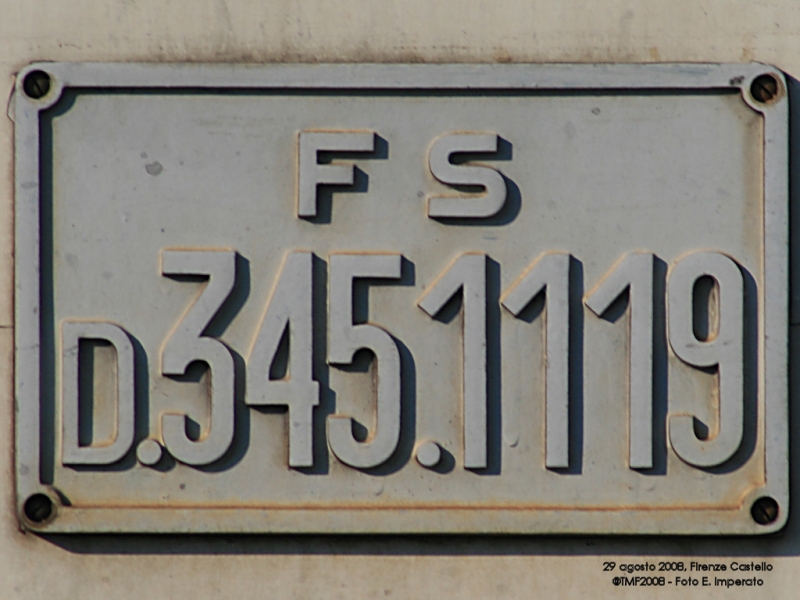 FS
D.345.1119
29 agosto 2008, Firenze Castello
@TMF2008 - Foto E. Imperato